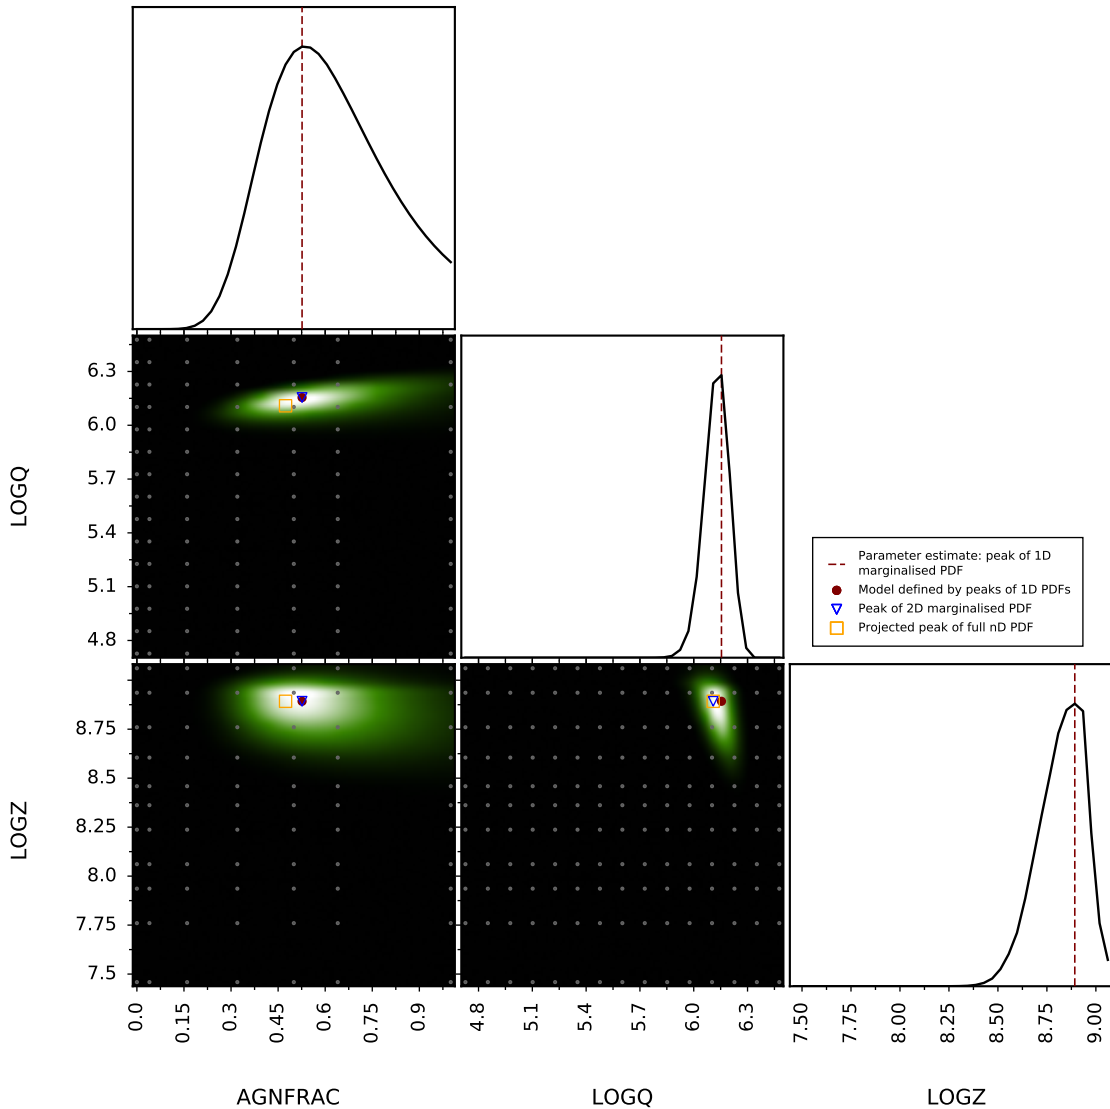 6.3
6.0
5.7
5.4
5.1
4.8
LOGQ
Parameter estimate: peak of 1D
marginalised PDF
Model defined by peaks of 1D PDFs
Peak of 2D marginalised PDF
Projected peak of full nD PDF
8.75
8.5
8.25
8.0
7.75
7.5
LOGZ
0.0 0.15 0.3 0.45 0.6 0.75 0.9
4.8 5.1 5.4 5.7 6.0 6.3
7.50 7.75 8.00 8.25 8.50 8.75 9.00
AGNFRAC
LOGQ
LOGZ